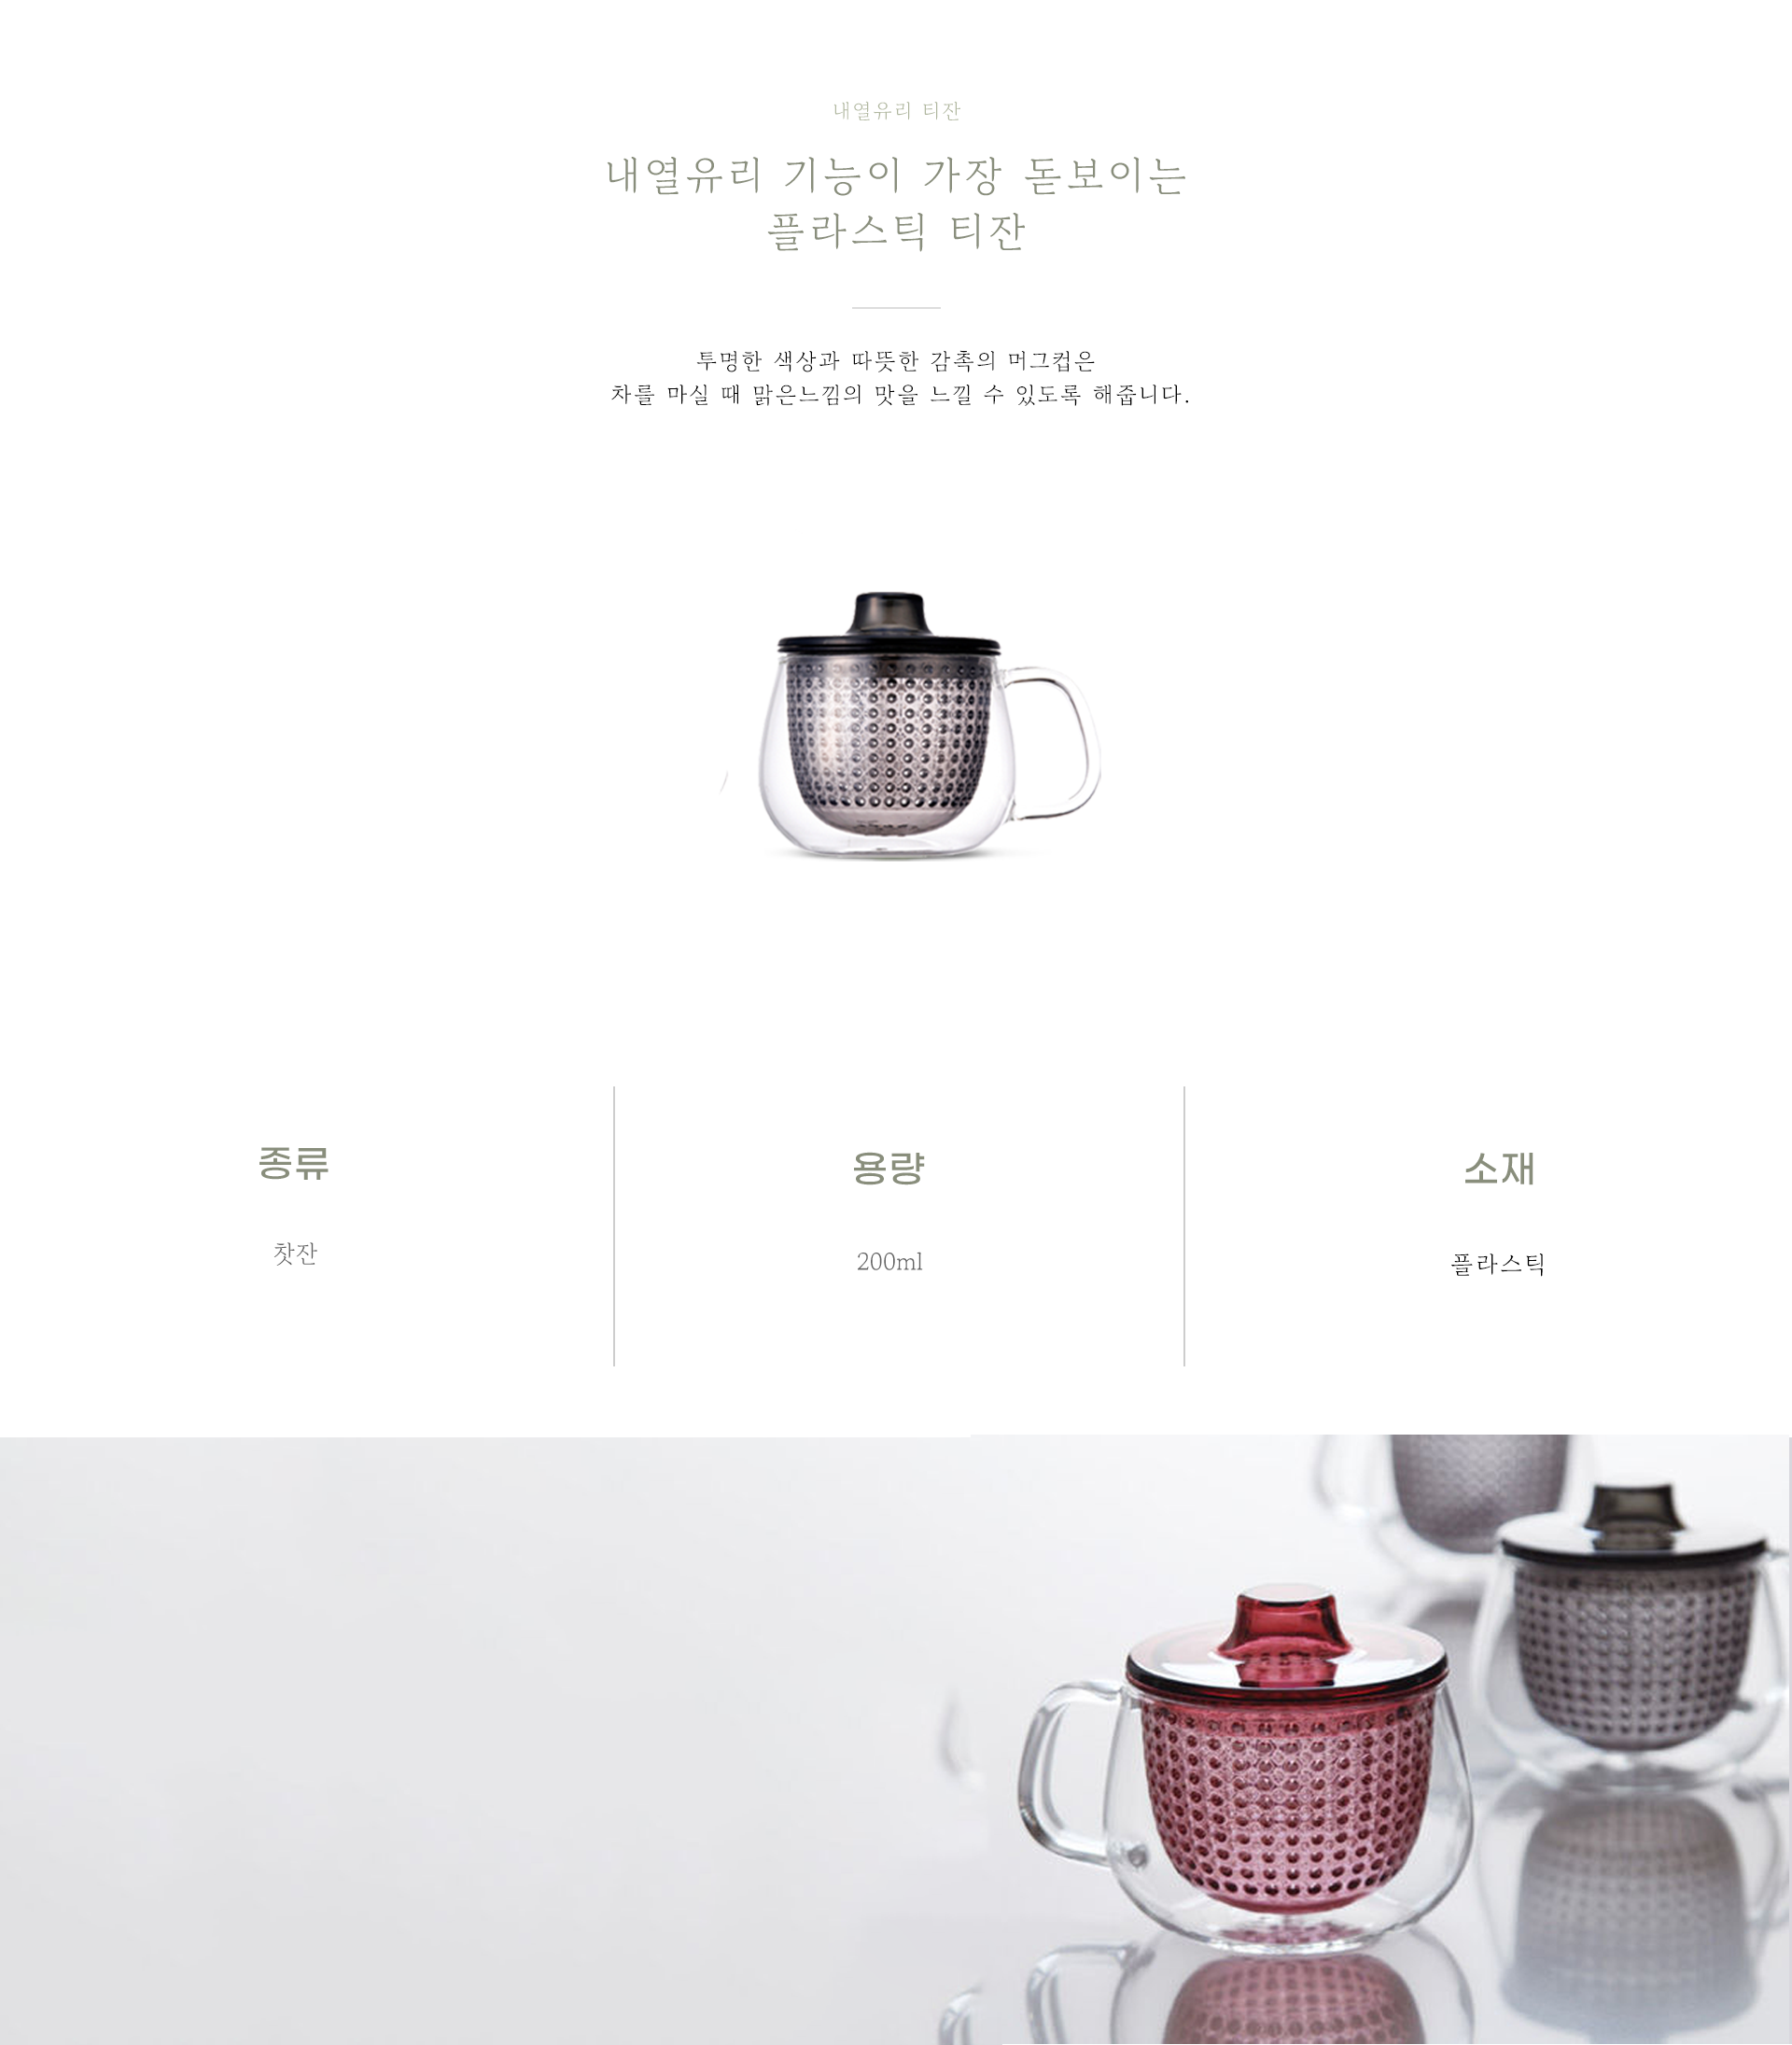 내열유리 티잔
내열유리 기능이 가장 돋보이는
플라스틱 티잔
투명한 색상과 따뜻한 감촉의 머그컵은
차를 마실 때 맑은느낌의 맛을 느낄 수 있도록 해줍니다.
종류
찻잔
용량
200ml
소재
플라스틱